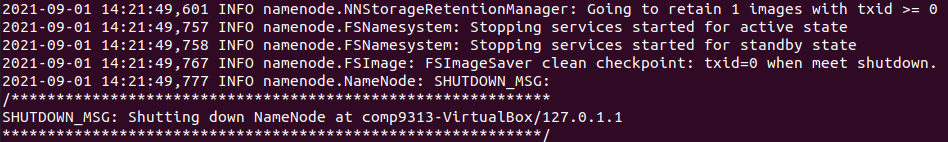 2021-09-01 14:21:49,601 INFO namenode.NNStorageRetentionManager: Going to retain 1 images with txid >= 0
2021-09-01 14:21:49,757 INFO namenode.FSNamesystem: Stopping services started for active state
2021-09-01 14:21:49,758 INFO namenode.FSNamesystem: Stopping services started for standby state
2021-09-01 14:21:49,767 INFO namenode.FSImage: FSImageSaver clean checkpoint: txid=0 when meet shutdown.
2021-09-01 14:21:49,777 INFO namenode.NameNode: SHUTDOWN_MSG:
/************************************************************
SHUTDOWN_MSG: Shutting down NameNode at comp9313-VirtualBox/127.0.1.1
************************************************************/